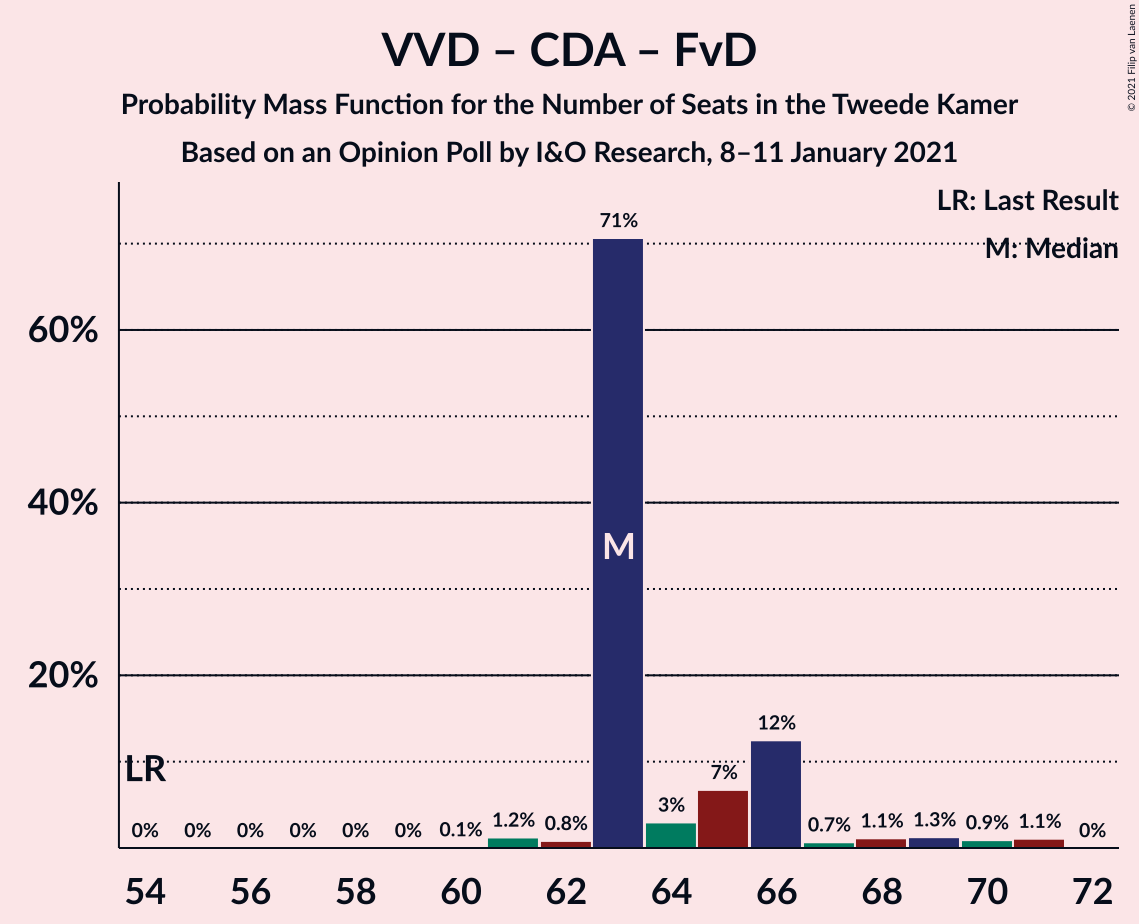 VVD – CDA – FvD
Probability Mass Function for the Number of Seats in the Tweede Kamer
Based on an Opinion Poll by I&O Research, 8–11 January 2021
© 2021 Filip van Laenen
LR: Last Result
M: Median
71%
60%
40%
M
20%
12%
LR
7%
3%
0% 0% 0% 0% 0% 0% 0.1% 1.2% 0.8% 0.7% 1.1% 1.3% 0.9% 1.1% 0%
54 56 58 60 62 64 66 68 70 72